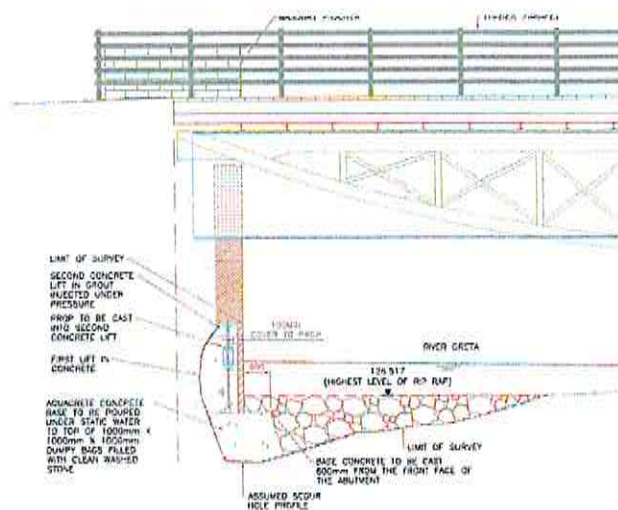 MASONRY PILASTER
TIMBER PARAPET
LIMIT OF SURVEY
SECOND CONCRETE
LIFT IN GROUT
INJECTED UNDER
PRESSURE
PROP TO BE CAST
INTO SECOND
CONCRETE LIFT
FIRST LIFT IN
CONCRETE
AQUACRETE CONCRETE
BASE TO BE POURED
UNDER STATIC WATER
TO TOP OF 1000mm X
1000mm X 1000mm
DUMPY BAGS FILLED
WITH CLEAN WASHED
STONE
COVER TO PROP
600
RIVER GRETA
126.517
(HIGHEST LEVEL OF RIP RAP)
LIMIT OF SURVEY
BASE CONCRETE TO BE CAST
600mm FROM THE FRONT FACE OF
THE ABUTMENT
ASSUMED SCOUR
HOLE PROFILE